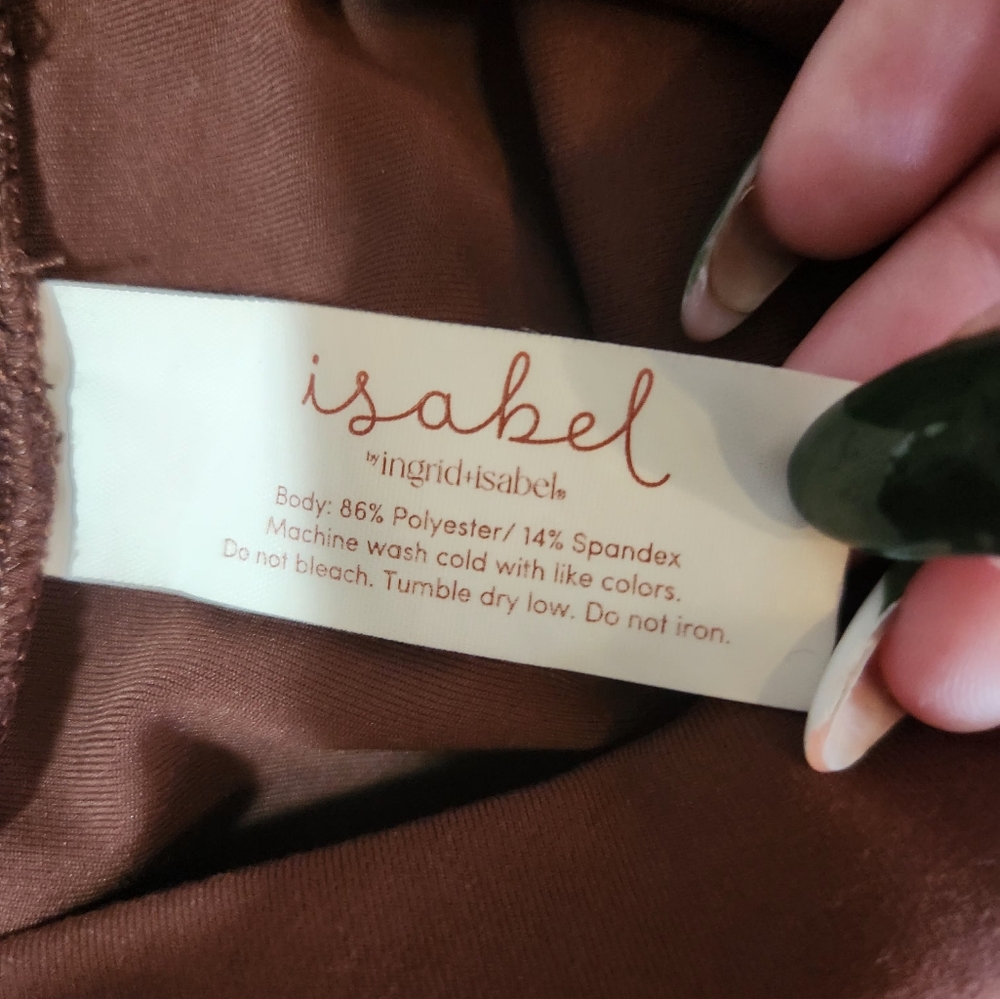 isabel
by ingrid+isabel®
Body: 86% Polyester/ 14% Spandex
Machine wash cold with like colors.
Do not bleach. Tumble dry low. Do not iron.